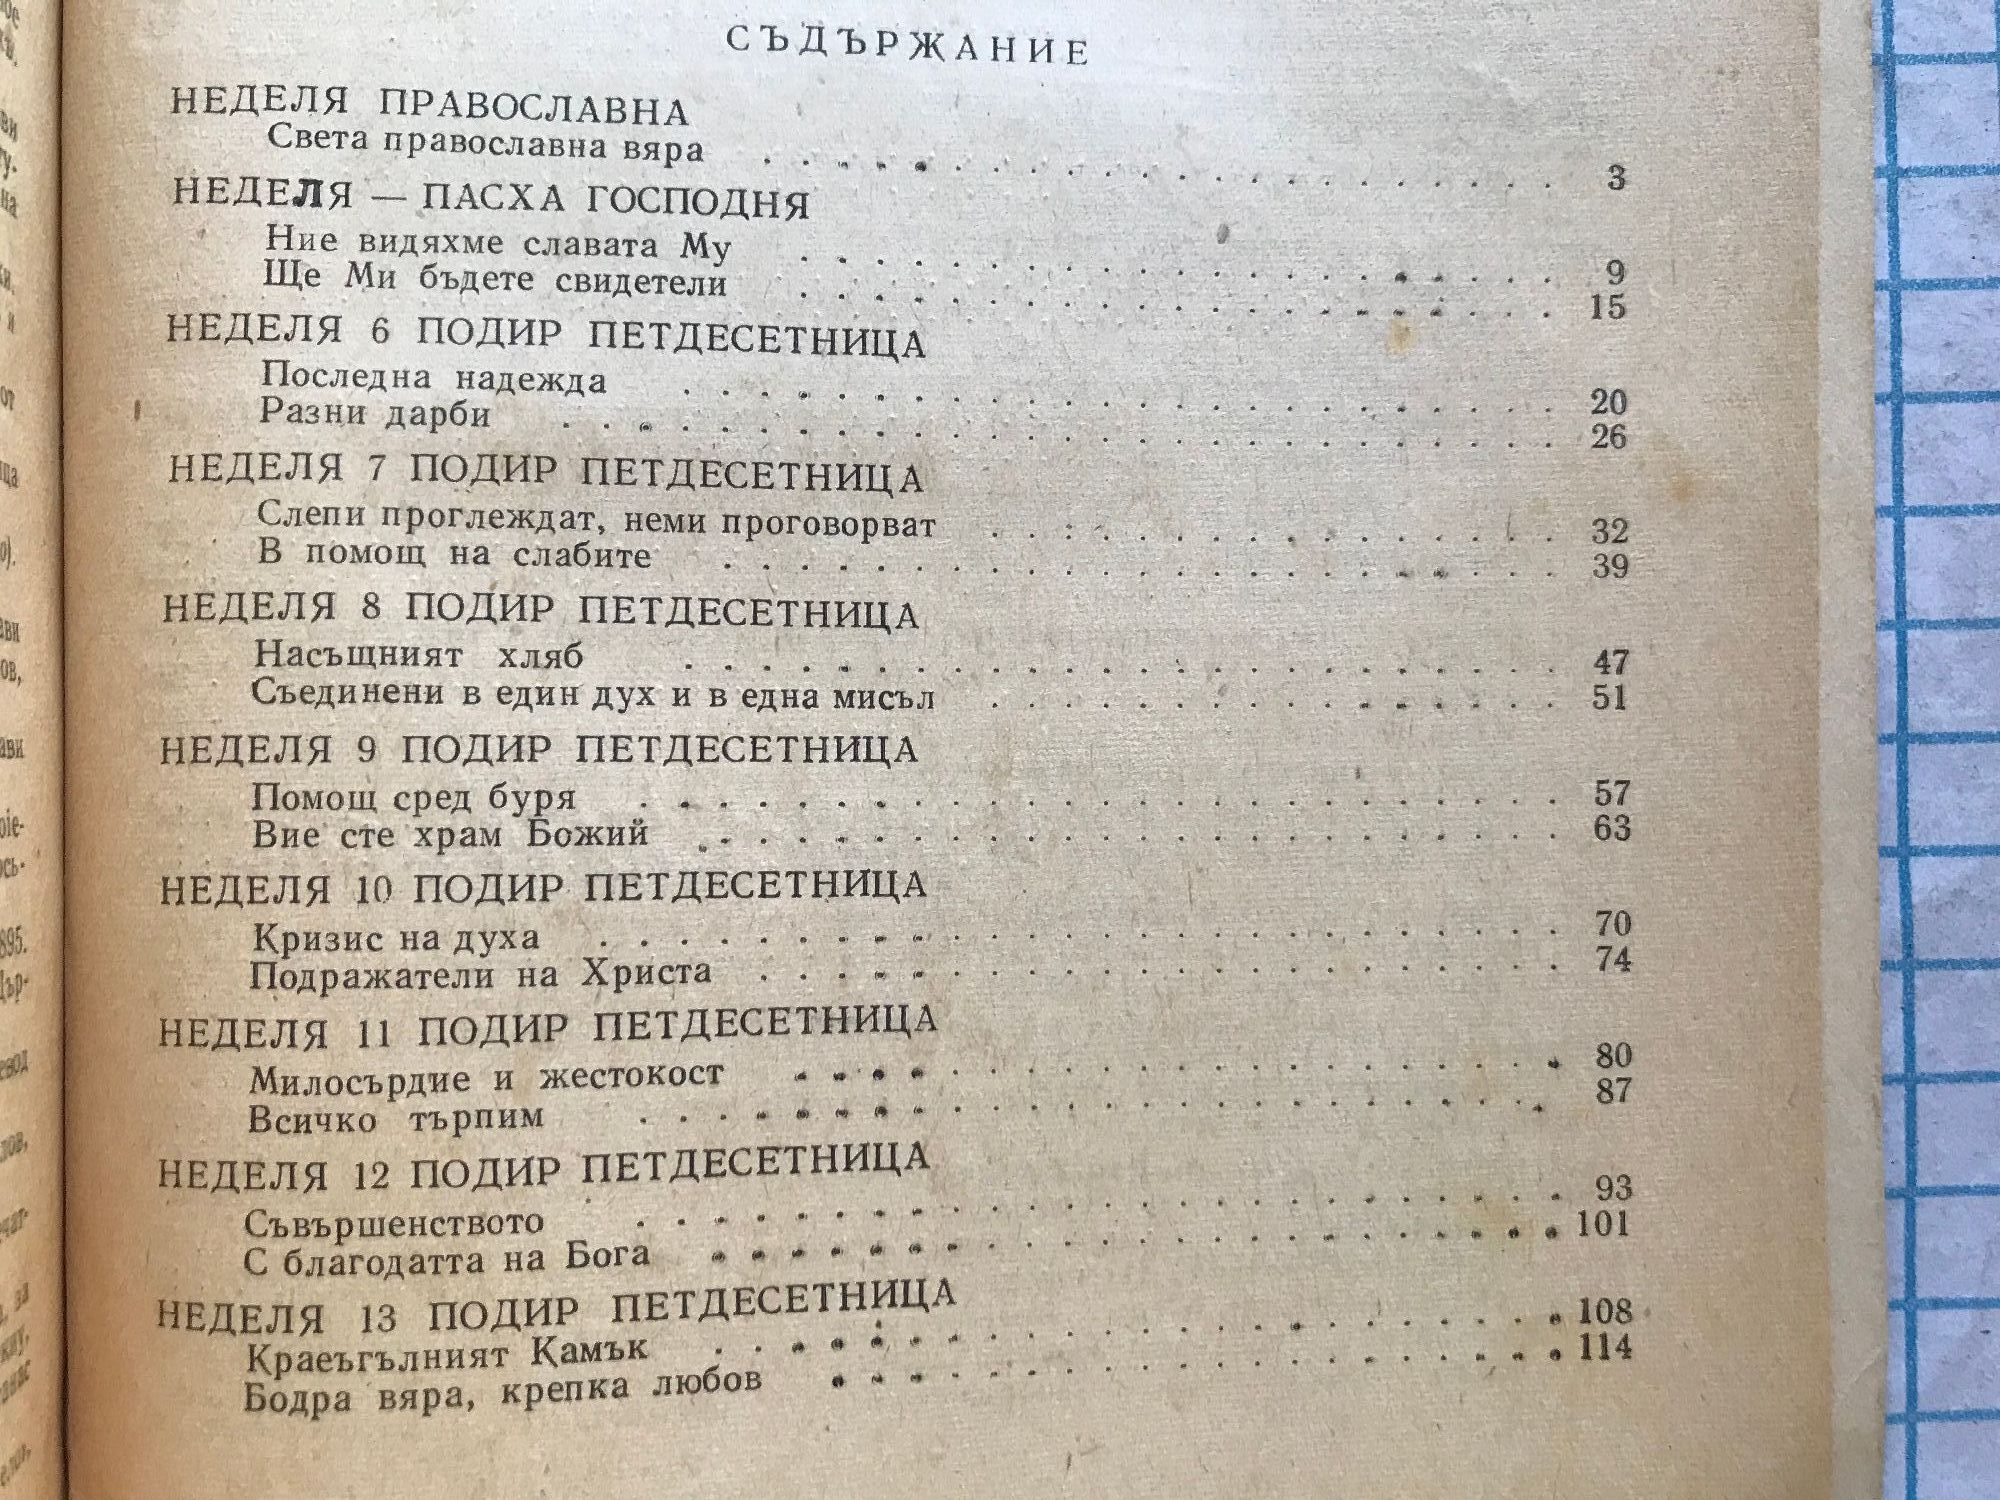 СЪДЪРЖАНИЕ
НЕДЕЛЯ ПРАВОСЛАВНА
Света православна вяра . . . . . . . . . . . . . . . . . . . . 3
НЕДЕЛЯ — ПАСХА ГОСПОДНЯ
Ние видяхме славата Му . . . . . . . . . . . . . . . . . . . . 9
Ще Ми бъдете свидетели . . . . . . . . . . . . . . . . . . . . 15
НЕДЕЛЯ 6 ПОДИР ПЕТДЕСЕТНИЦА
Последна надежда . . . . . . . . . . . . . . . . . . . . 20
Разни дарби . . . . . . . . . . . . . . . . . . . . 26
НЕДЕЛЯ 7 ПОДИР ПЕТДЕСЕТНИЦА
Слепи проглеждат, неми проговорват . . . . . . . . . . . . . . . 32
В помощ на слабите . . . . . . . . . . . . . . . . . . . . 39
НЕДЕЛЯ 8 ПОДИР ПЕТДЕСЕТНИЦА
Насъщният хляб . . . . . . . . . . . . . . . . . . . . 47
Съединени в един дух и в една мисъл . . . . . . . . . . . . . . . 51
НЕДЕЛЯ 9 ПОДИР ПЕТДЕСЕТНИЦА
Помощ сред буря . . . . . . . . . . . . . . . . . . . . 57
Вие сте храм Божий . . . . . . . . . . . . . . . . . . . . 63
НЕДЕЛЯ 10 ПОДИР ПЕТДЕСЕТНИЦА
Кризис на духа . . . . . . . . . . . . . . . . . . . . 70
Подражатели на Христа . . . . . . . . . . . . . . . . . . . . 74
НЕДЕЛЯ 11 ПОДИР ПЕТДЕСЕТНИЦА
Милосърдие и жестокост . . . . . . . . . . . . . . . . . . . . 80
Всичко търпим . . . . . . . . . . . . . . . . . . . . 87
НЕДЕЛЯ 12 ПОДИР ПЕТДЕСЕТНИЦА
Съвършенството . . . . . . . . . . . . . . . . . . . . 93
С благодатта на Бога . . . . . . . . . . . . . . . . . . . . 101
НЕДЕЛЯ 13 ПОДИР ПЕТДЕСЕТНИЦА
Краеъгълният Камък . . . . . . . . . . . . . . . . . . . . 108
Бодра вяра, крепка любов . . . . . . . . . . . . . . . . . . . 114